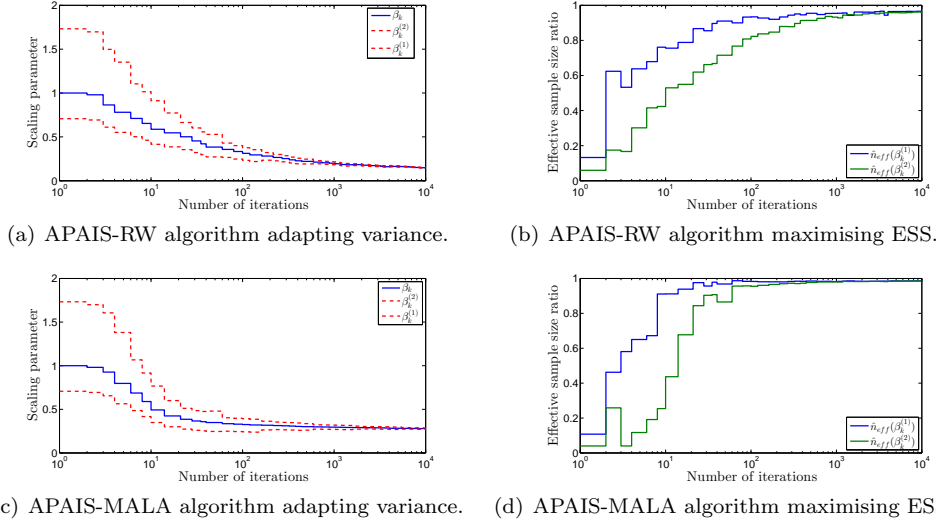 2
1.5
1
0.5
0
Scaling parameter
10^0
10^1
10^2
10^3
10^4
Number of iterations
β_k
β_k^(2)
β_k^(1)
(a) APAIS-RW algorithm adapting variance.
1
0.8
0.6
0.4
0.2
0
Effective sample size ratio
10^0
10^1
10^2
10^3
10^4
Number of iterations
n̂_eff(β_k^(1))
n̂_eff(β_k^(2))
(b) APAIS-RW algorithm maximising ESS.
2
1.5
1
0.5
0
Scaling parameter
10^0
10^1
10^2
10^3
10^4
Number of iterations
β_k
β_k^(2)
β_k^(1)
c) APAIS-MALA algorithm adapting variance.
1
0.8
0.6
0.4
0.2
0
Effective sample size ratio
10^0
10^1
10^2
10^3
10^4
Number of iterations
n̂_eff(β_k^(1))
n̂_eff(β_k^(2))
(d) APAIS-MALA algorithm maximising ES